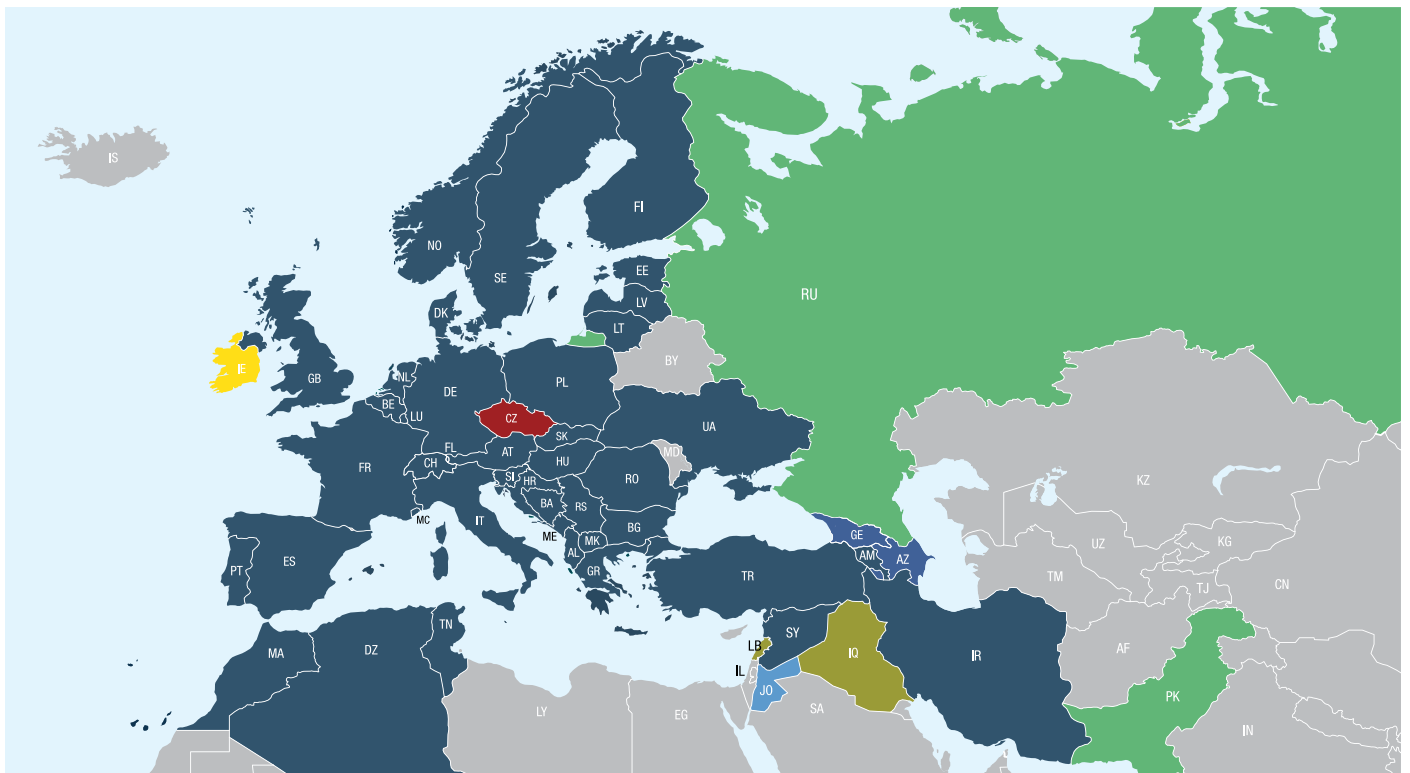 IS
FI
NO
SE
EE
RU
LV
DK
LT
BY
IE
GB
NL
DE
PL
BE
LU
CZ
UA
SK
FL
AT
MD
FR
CH
HU
KZ
SI
HR
RO
BA
RS
MC
IT
BG
ME
MK
GE
UZ
KG
AL
AM
AZ
ES
PT
GR
TR
TM
TJ
CN
TN
SY
MA
DZ
LB
IQ
IR
AF
IL
JO
PK
LY
EG
SA
IN